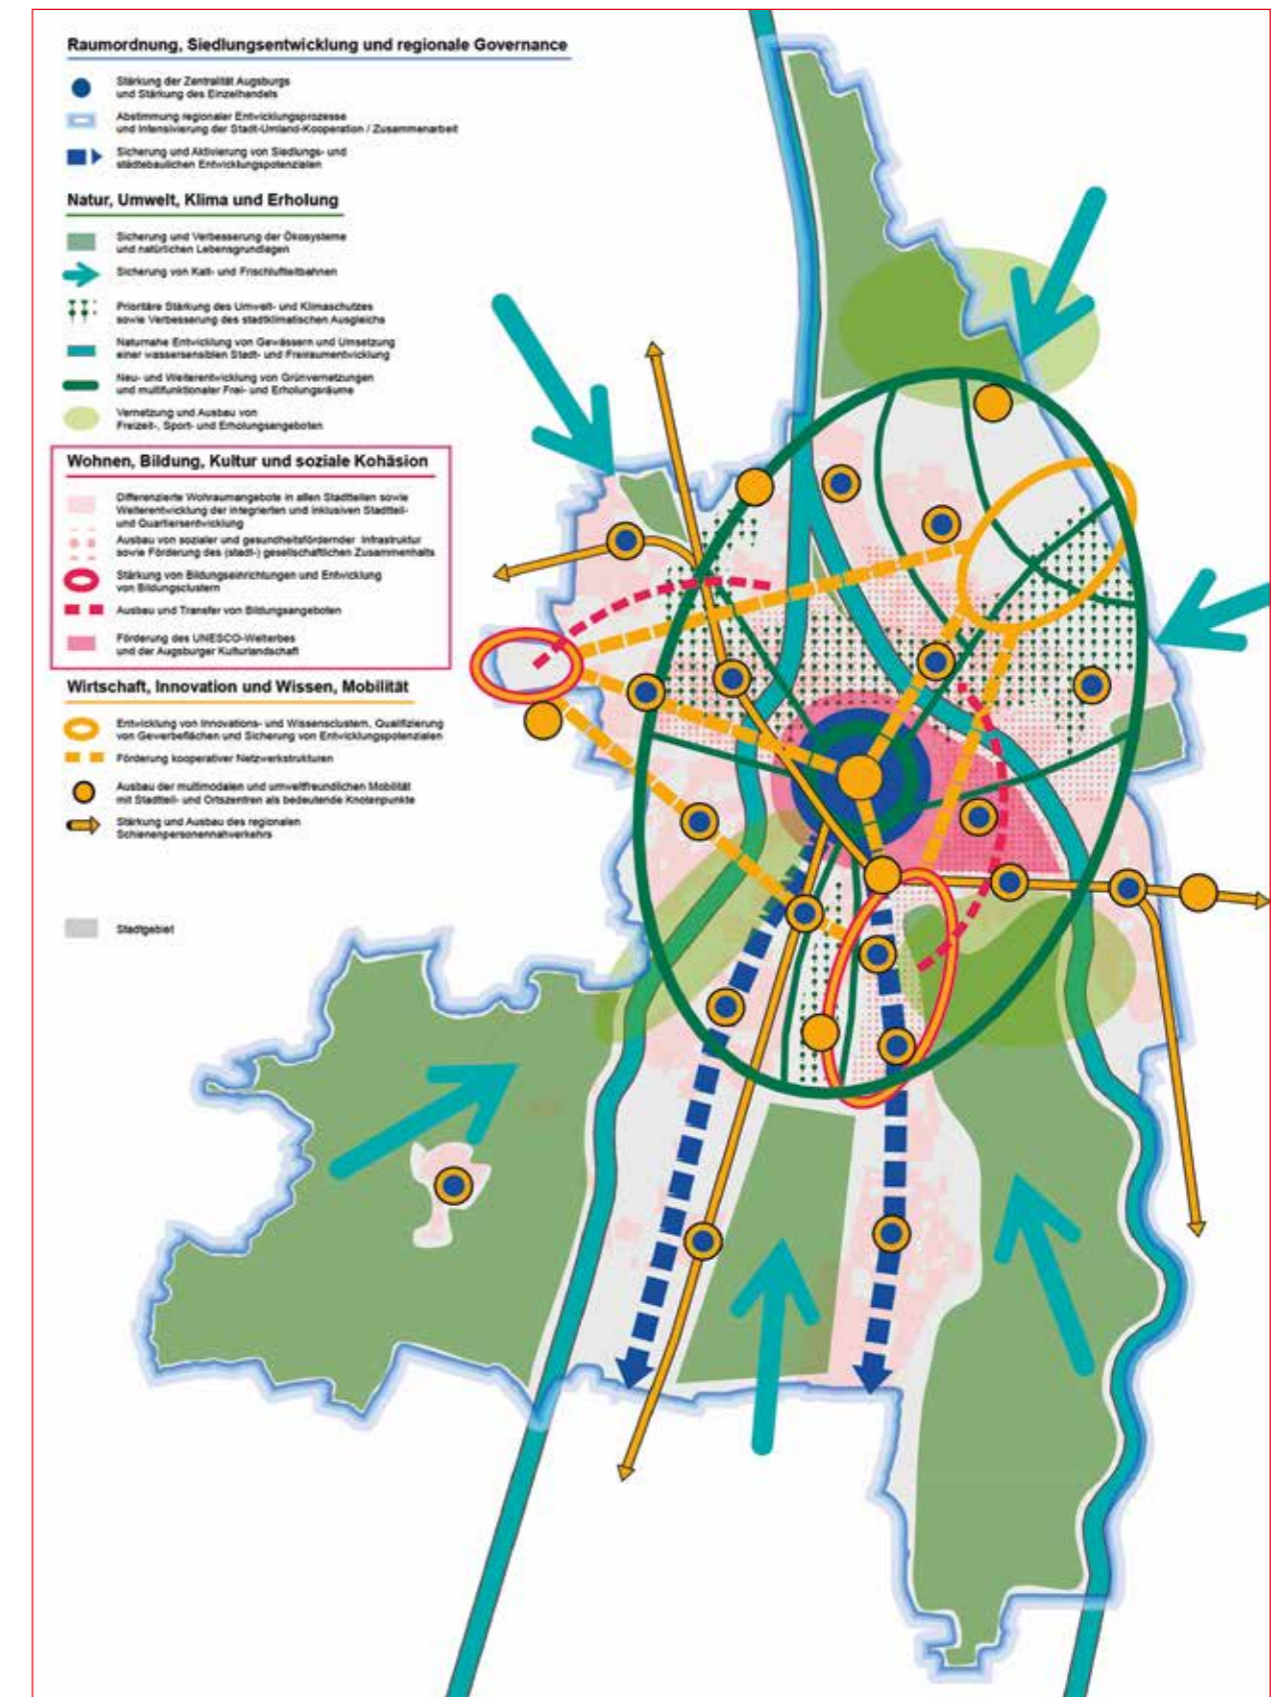 Raumordnung, Siedlungsentwicklung und regionale Governance
Stärkung der Zentralität Augsburgs
und Stärkung des Einzelhandels
Abstimmung regionaler Entwicklungsprozesse
und Intensivierung der Stadt-Umland-Kooperation / Zusammenarbeit
Sicherung und Aktivierung von Siedlungs- und
städtebaulichen Entwicklungspotenzialen
Natur, Umwelt, Klima und Erholung
Sicherung und Verbesserung der Ökosysteme
und natürlichen Lebensgrundlagen
Sicherung von Kalt- und Frischluftleitbahnen
Prioritäre Stärkung des Umwelt- und Klimaschutzes
sowie Verbesserung des stadtklimatischen Ausgleichs
Naturnahe Entwicklung von Gewässern und Umsetzung
einer wassersensiblen Stadt- und Freiraumentwicklung
Neu- und Weiterentwicklung von Grünvernetzungen
und multifunktionaler Frei- und Erholungsräume
Vernetzung und Ausbau von
Freizeit-, Sport- und Erholungsangeboten
Wohnen, Bildung, Kultur und soziale Kohäsion
Differenzierte Wohnraumangebote in allen Stadtteilen sowie
Weiterentwicklung der integrierten und inklusiven Stadtteil-
und Quartiersentwicklung
Ausbau von sozialer und gesundheitsfördernder Infrastruktur
sowie Förderung des (stadt-) gesellschaftlichen Zusammenhalts
Stärkung von Bildungseinrichtungen und Entwicklung
von Bildungsclustern
Ausbau und Transfer von Bildungsangeboten
Förderung des UNESCO-Welterbes
und der Augsburger Kulturlandschaft
Wirtschaft, Innovation und Wissen, Mobilität
Entwicklung von Innovations- und Wissensclustern, Qualifizierung
von Gewerbeflächen und Sicherung von Entwicklungspotenzialen
Förderung kooperativer Netzwerkstrukturen
Ausbau der multimodalen und umweltfreundlichen Mobilität
mit Stadtteil- und Ortszentren als bedeutende Knotenpunkte
Stärkung und Ausbau des regionalen
Schienenpersonennahverkehrs
Stadtgebiet